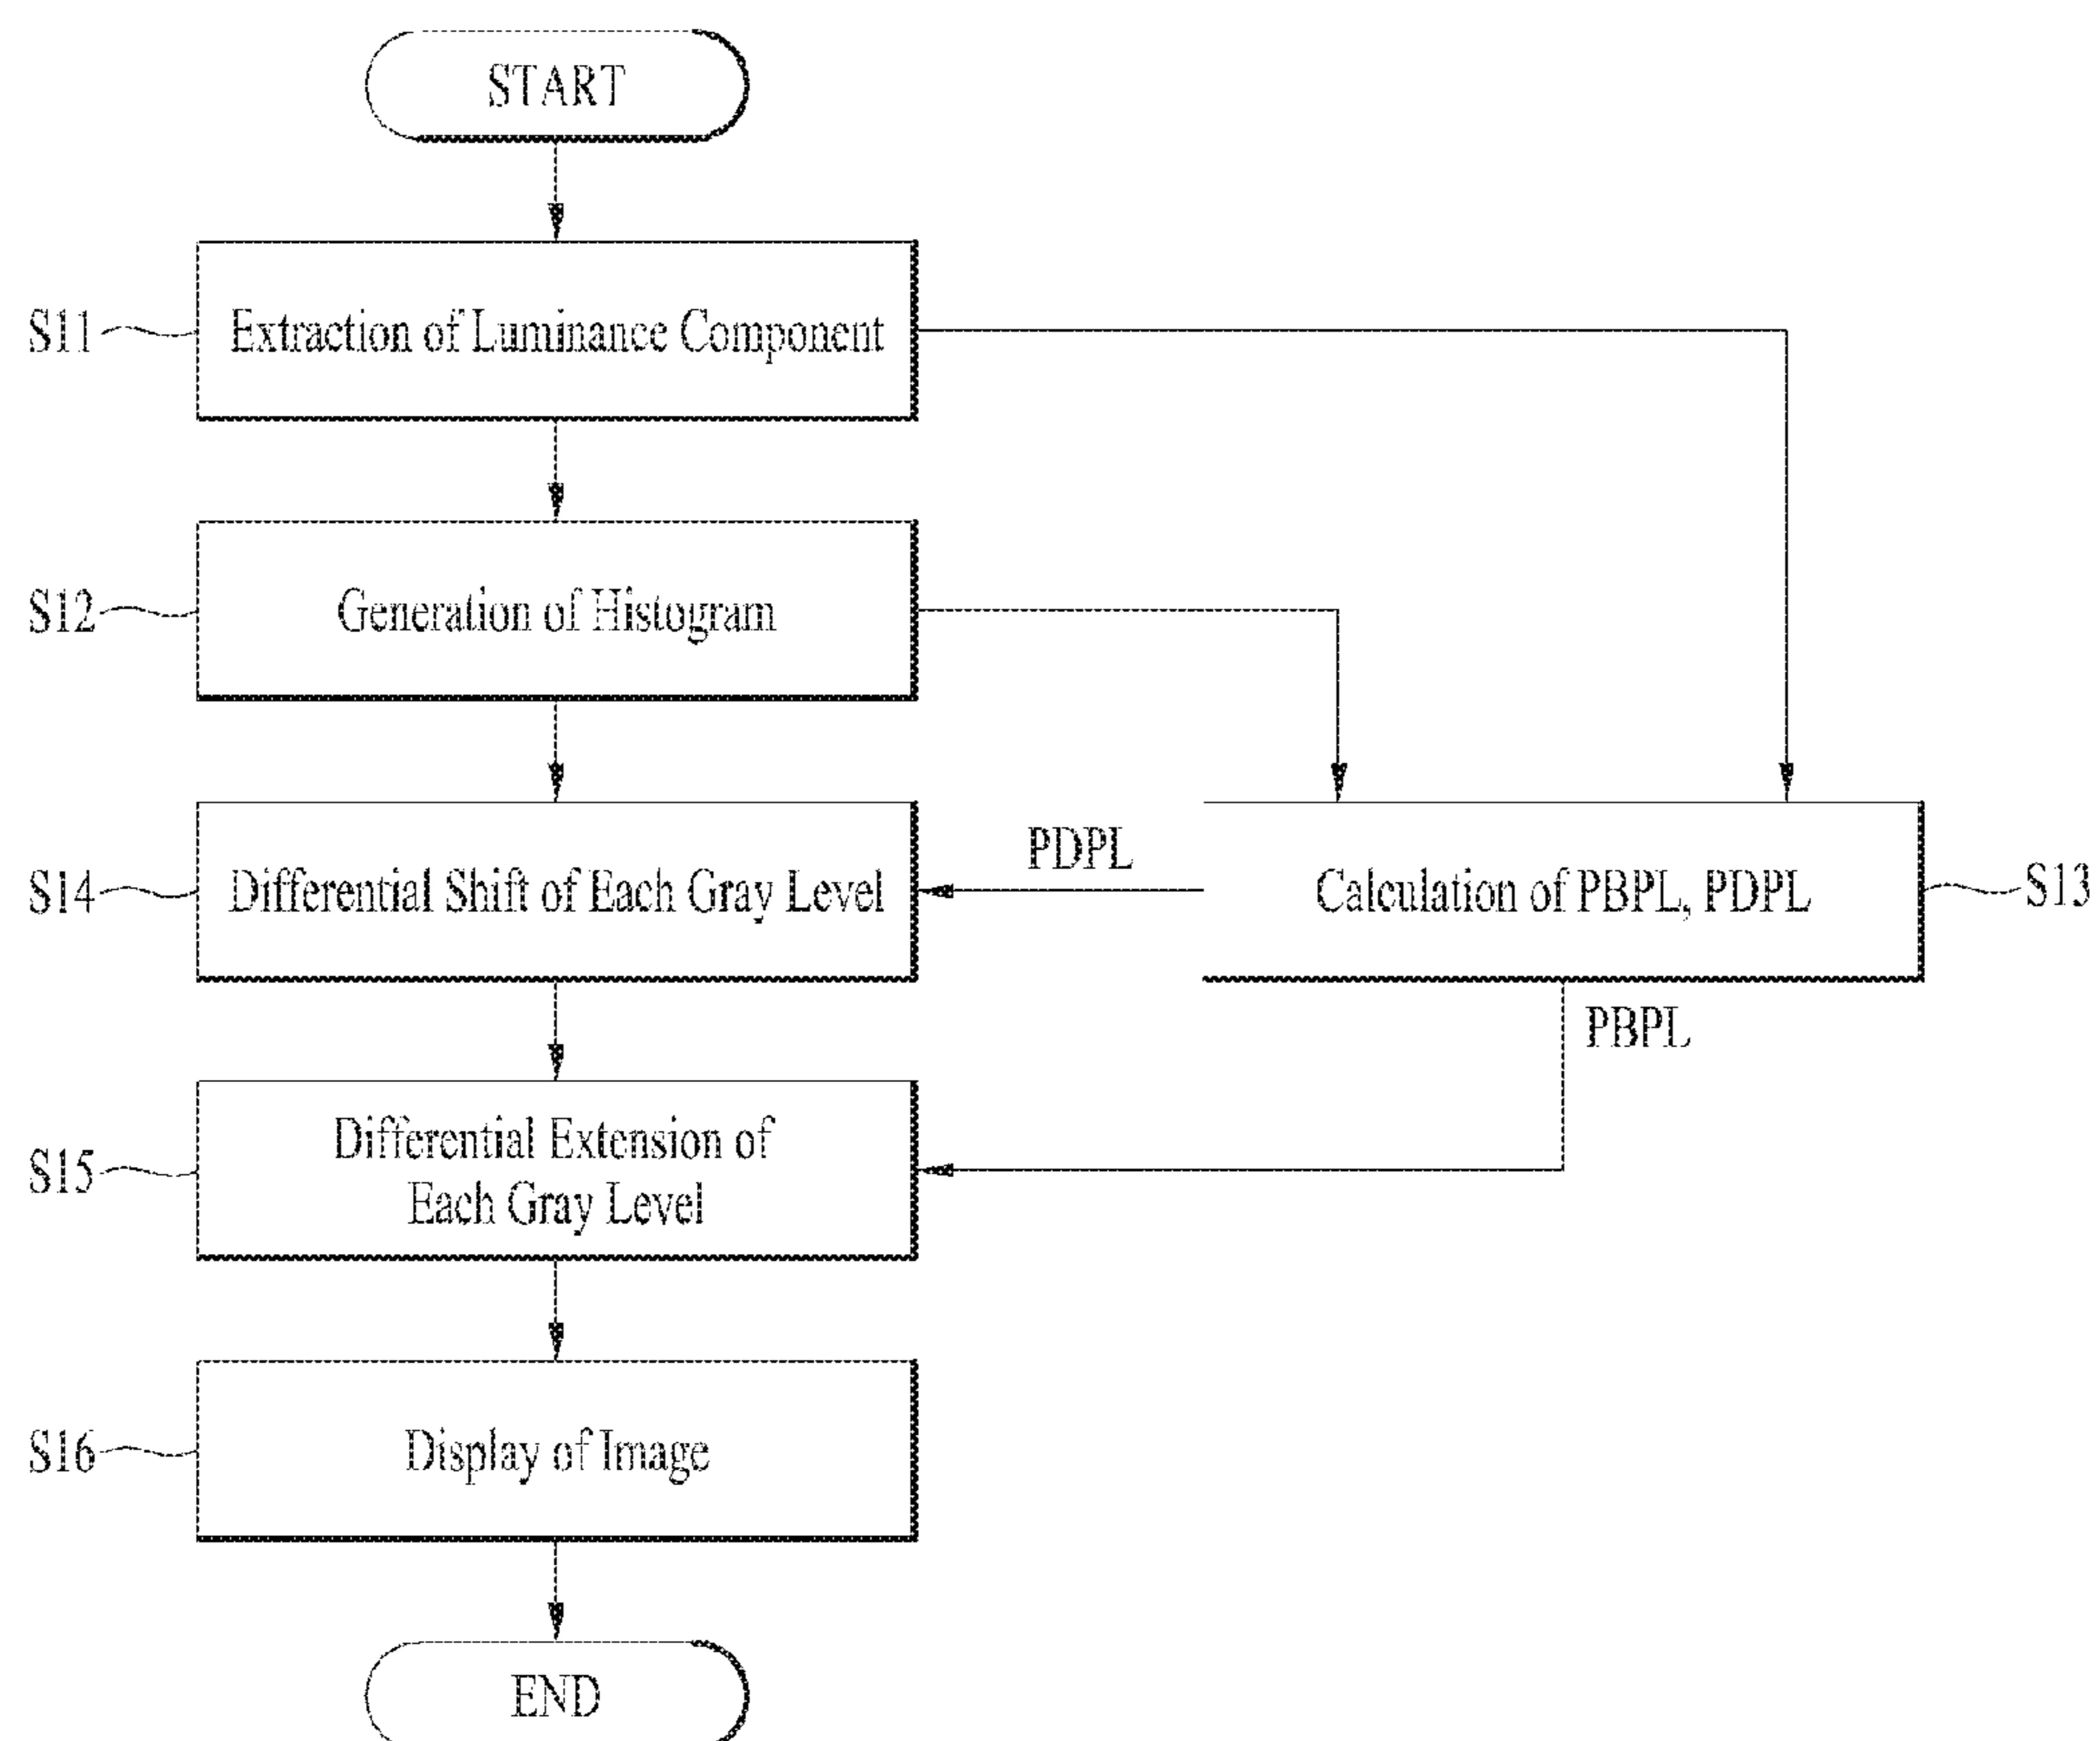 START
S11
Extraction of Luminance Component
S12
Generation of Histogram
S14
Differential Shift of Each Gray Level
PDPL
Calculation of PBPL, PDPL
S13
PBPL
S15
Differential Extension of
Each Gray Level
S16
Display of Image
END